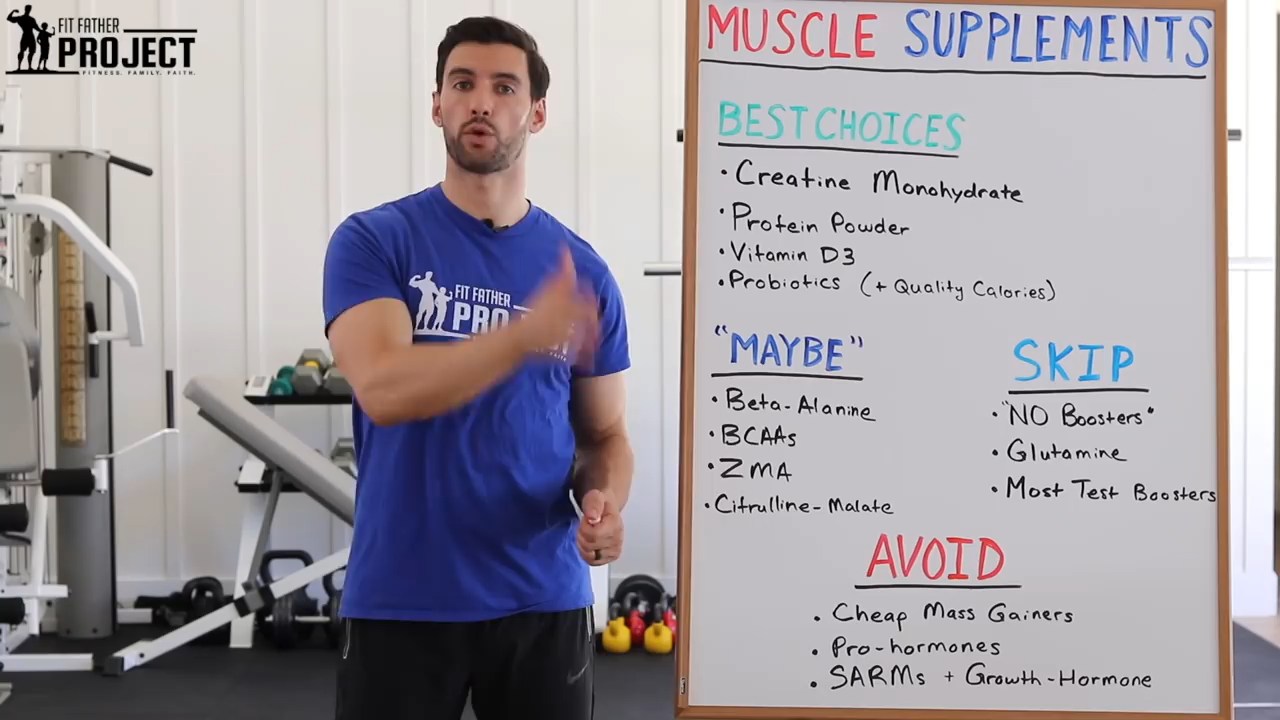 FIT FATHER
PROJECT
FITNESS. FAMILY. FAITH.
FIT FATHER
MUSCLE SUPPLEMENTS
BEST CHOICES
• Creatine Monohydrate
• Protein Powder
• Vitamin D3
• Probiotics (+ Quality Calories)
"MAYBE"
• Beta-Alanine
• BCAAs
• ZMA
• Citrulline-Malate
SKIP
• "NO Boosters"
• Glutamine
• Most Test Boosters
AVOID
• Cheap Mass Gainers
• Pro-hormones
• SARMs + Growth-Hormone